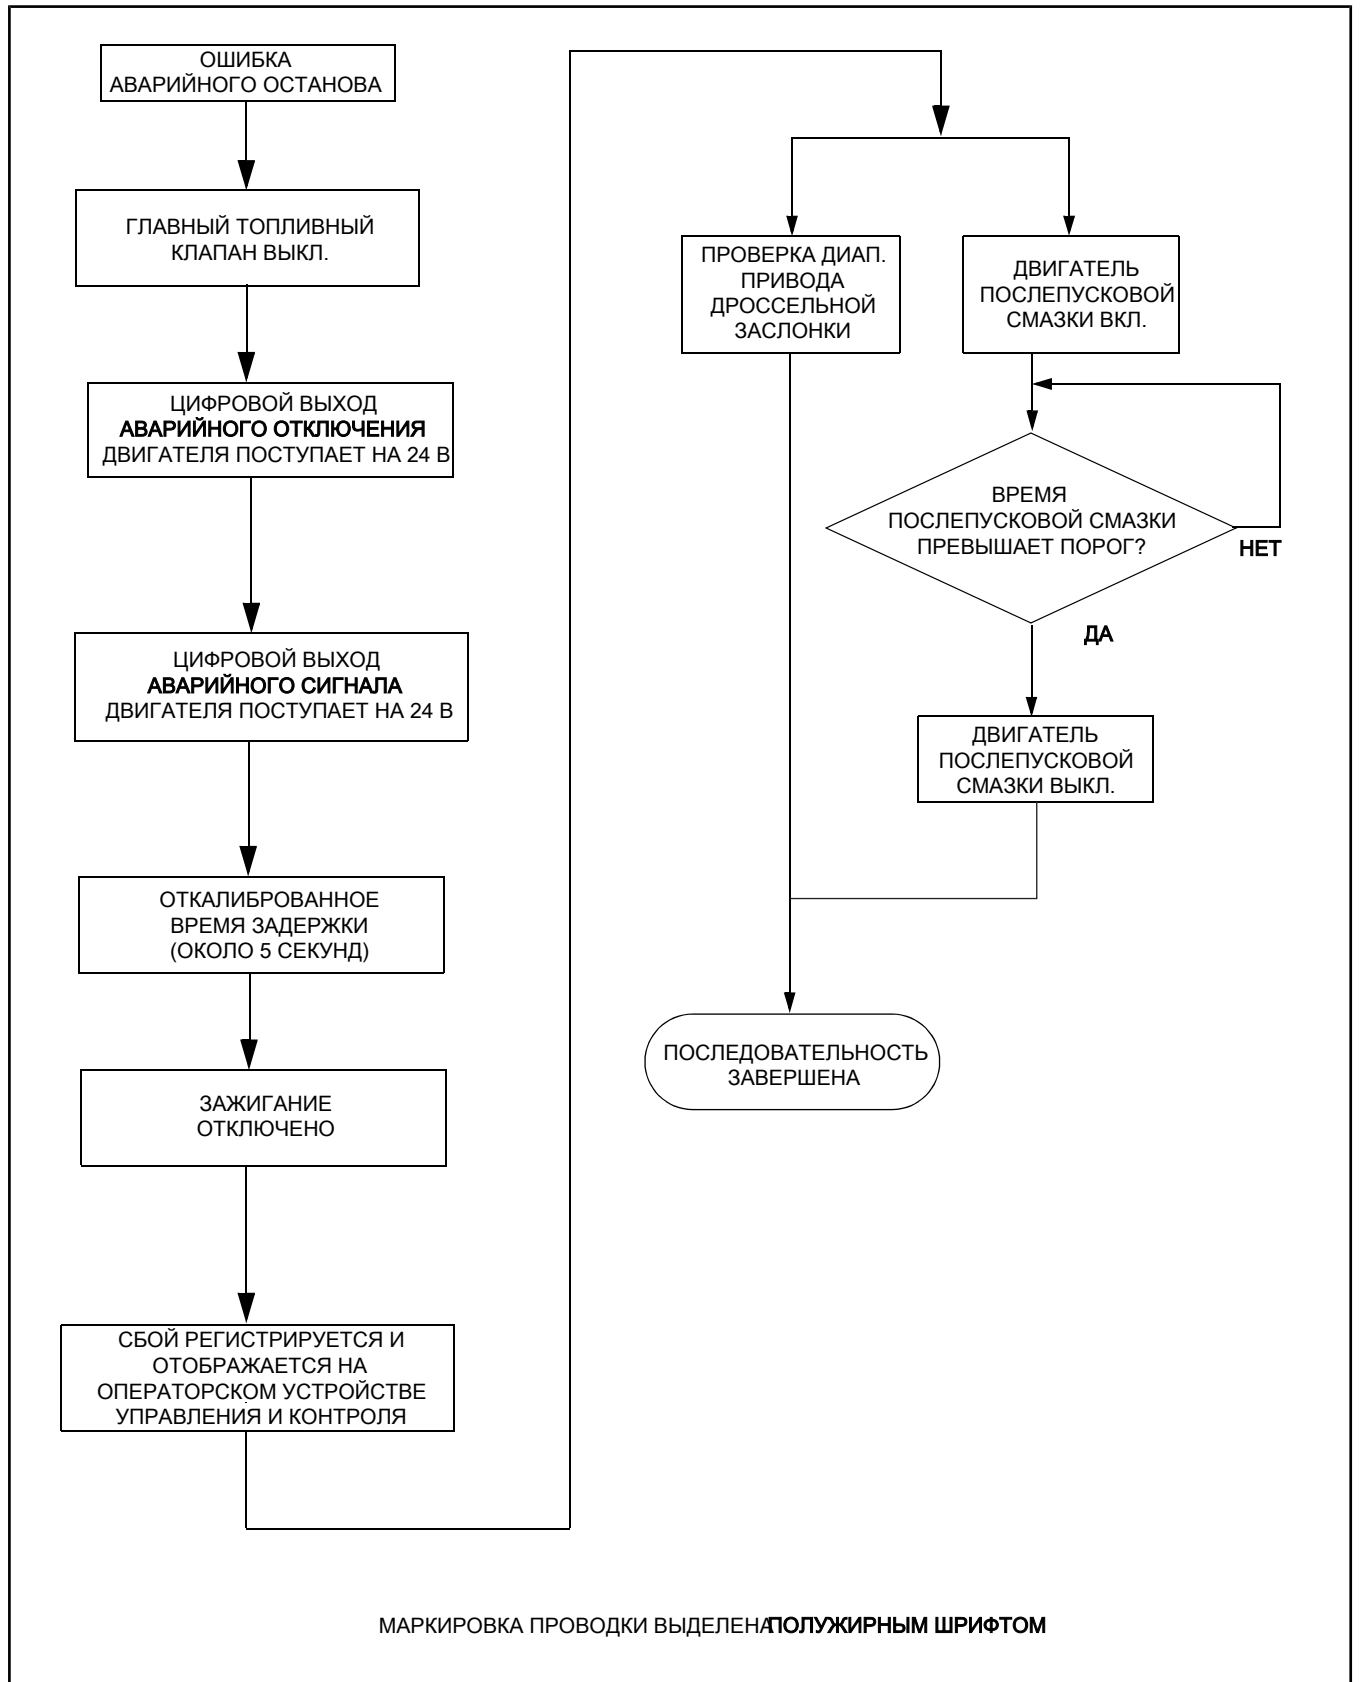 ОШИБКА
АВАРИЙНОГО ОСТАНОВА
ГЛАВНЫЙ ТОПЛИВНЫЙ
КЛАПАН ВЫКЛ.
ЦИФРОВОЙ ВЫХОД
АВАРИЙНОГО ОТКЛЮЧЕНИЯ
ДВИГАТЕЛЯ ПОСТУПАЕТ НА 24 В
ЦИФРОВОЙ ВЫХОД
АВАРИЙНОГО СИГНАЛА
ДВИГАТЕЛЯ ПОСТУПАЕТ НА 24 В
ОТКАЛИБРОВАННОЕ
ВРЕМЯ ЗАДЕРЖКИ
(ОКОЛО 5 СЕКУНД)
ЗАЖИГАНИЕ
ОТКЛЮЧЕНО
СБОЙ РЕГИСТРИРУЕТСЯ И
ОТОБРАЖАЕТСЯ НА
ОПЕРАТОРСКОМ УСТРОЙСТВЕ
УПРАВЛЕНИЯ И КОНТРОЛЯ
ПРОВЕРКА ДИАП.
ПРИВОДА
ДРОССЕЛЬНОЙ
ЗАСЛОНКИ
ДВИГАТЕЛЬ
ПОСЛЕПУСКОВОЙ
СМАЗКИ ВКЛ.
ВРЕМЯ
ПОСЛЕПУСКОВОЙ СМАЗКИ
ПРЕВЫШАЕТ ПОРОГ?
НЕТ
ДА
ДВИГАТЕЛЬ
ПОСЛЕПУСКОВОЙ
СМАЗКИ ВЫКЛ.
ПОСЛЕДОВАТЕЛЬНОСТЬ
ЗАВЕРШЕНА
МАРКИРОВКА ПРОВОДКИ ВЫДЕЛЕНА ПОЛУЖИРНЫМ ШРИФТОМ